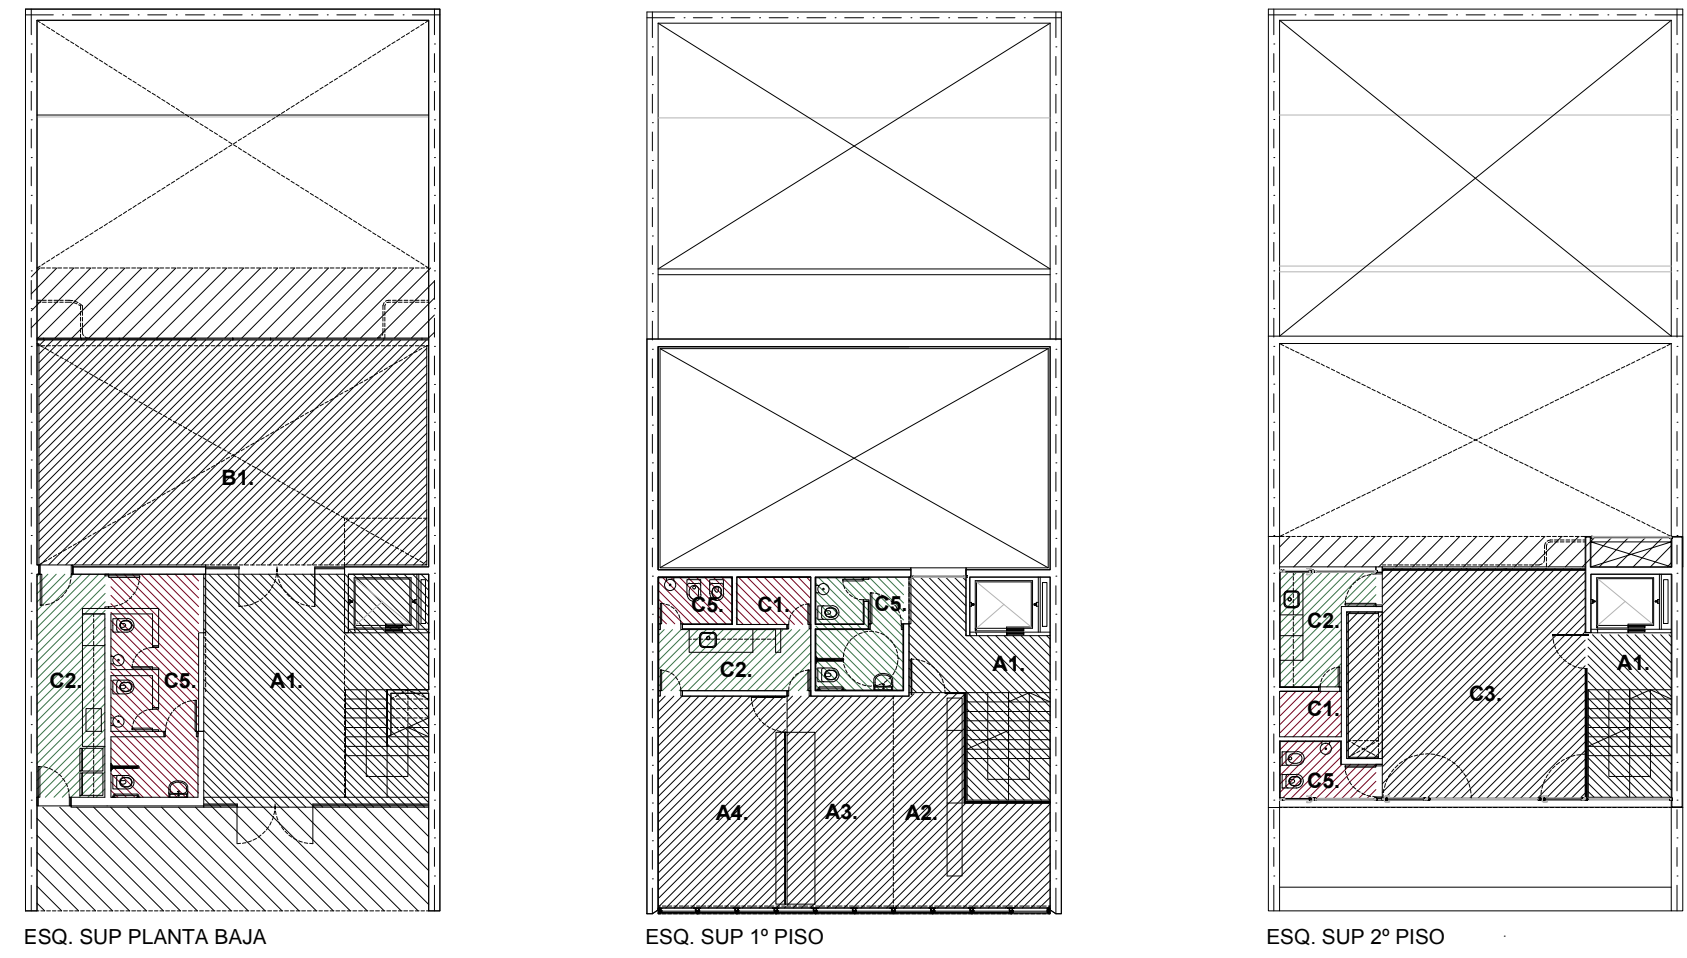 B1.
C2.
C5.
A1.
ESQ. SUP PLANTA BAJA
C5.
C1.
C5.
C2.
A1.
A4.
A3.
A2.
ESQ. SUP 1º PISO
C2.
A1.
C3.
C1.
C5.
ESQ. SUP 2º PISO